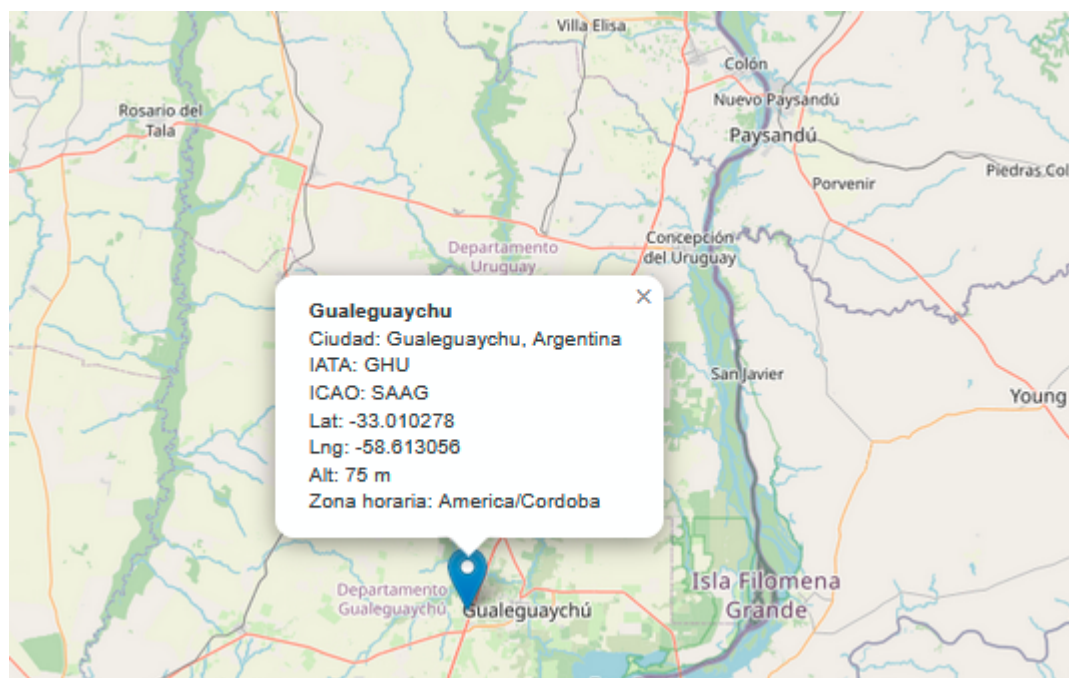 Villa Elisa
Colón
Nuevo Paysandú
Rosario del
Tala
Paysandú
Piedras Col
Porvenir
Concepción
del Uruguay
Departamento
Uruguay
Gualeguaychu
Ciudad: Gualeguaychu, Argentina
IATA: GHU
ICAO: SAAG
Lat: -33.010278
Lng: -58.613056
Alt: 75 m
Zona horaria: America/Cordoba
San Javier
Young
Isla Filomena
Grande
Departamento
Gualeguaychú
Gualeguaychú